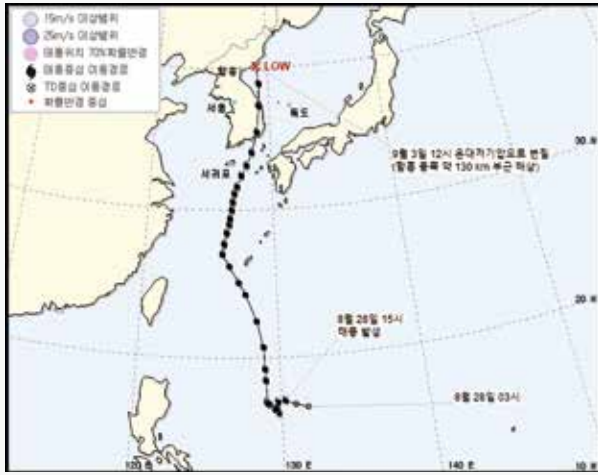 15m/s 이상범위
25m/s 이상범위
태풍위치 70%확률반경
태풍중심 이동경로
TD중심 이동경로
확률반경 중심
함흥
LOW
서울
독도
서귀포
9월 3일 12시 온대저기압으로 변질
(함흥 동쪽 약 130 km 부근 해상)
30 N
8월 28일 15시
태풍 발생
20 N
8월 28일 03시
120 E
130 E
140 E